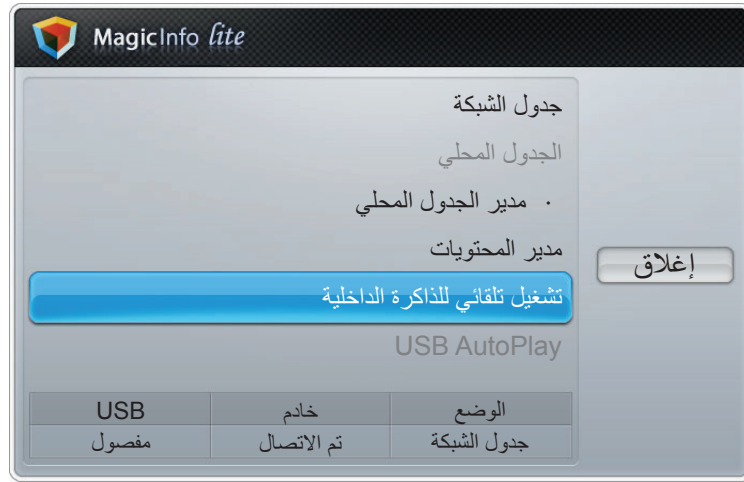 MagicInfo lite
جدول الشبكة
الجدول المحلي
· مدير الجدول المحلي
مدير المحتويات
تشغيل تلقائي للذاكرة الداخلية
USB AutoPlay
إغلاق
الوضع خادم USB
جدول الشبكة تم الاتصال مفصول